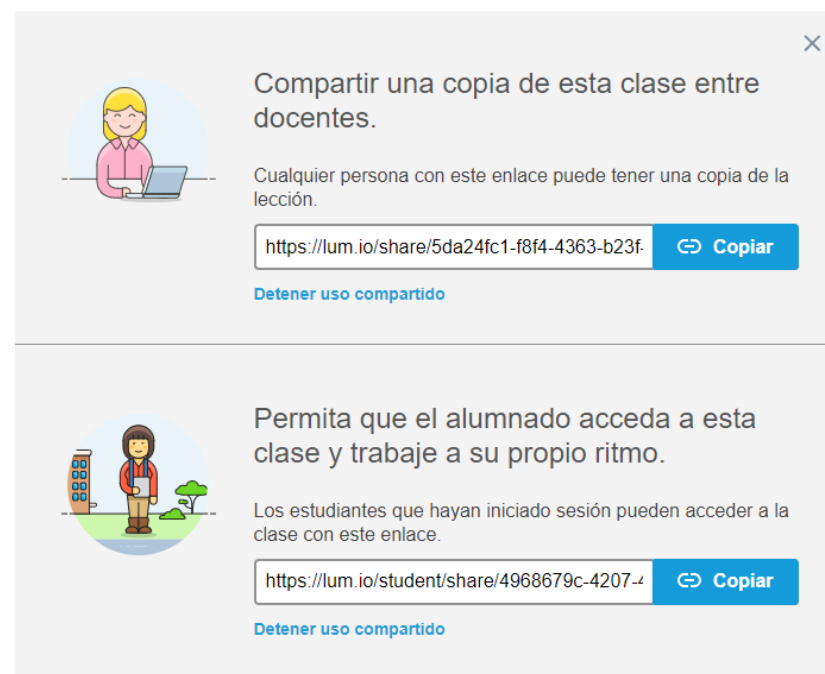 Compartir una copia de esta clase entre
docentes.
Cualquier persona con este enlace puede tener una copia de la
lección.
https://lum.io/share/5da24fc1-f8f4-4363-b23f-
Copiar
Detener uso compartido
Permita que el alumnado acceda a esta
clase y trabaje a su propio ritmo.
Los estudiantes que hayan iniciado sesión pueden acceder a la
clase con este enlace.
https://lum.io/student/share/4968679c-4207-4
Copiar
Detener uso compartido